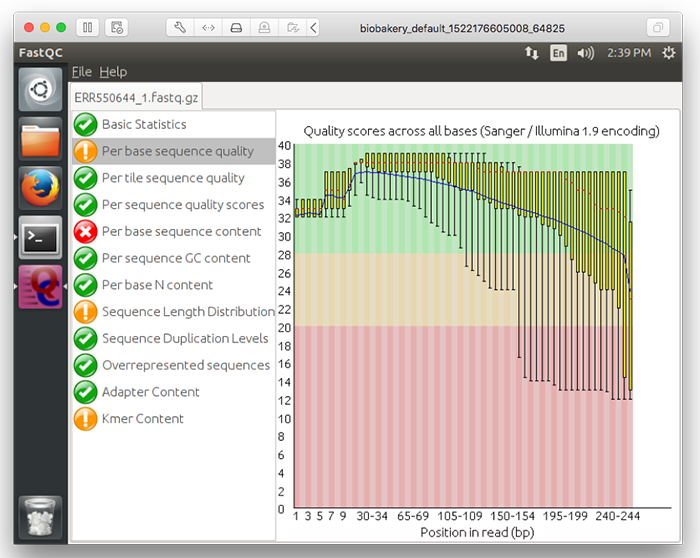 biobakery_default_1522176605008_64825
FastQC
En
2:39 PM
File Help
ERR550644_1.fastq.gz
Basic Statistics
Per base sequence quality
Per tile sequence quality
Per sequence quality scores
Per base sequence content
Per sequence GC content
Per base N content
Sequence Length Distribution
Sequence Duplication Levels
Overrepresented sequences
Adapter Content
Kmer Content
Quality scores across all bases (Sanger / Illumina 1.9 encoding)
40
38
36
34
32
30
28
26
24
22
20
18
16
14
12
10
8
6
4
2
0
1 3 5 7 9 30-34 65-69 105-109 150-154 195-199 240-244
Position in read (bp)